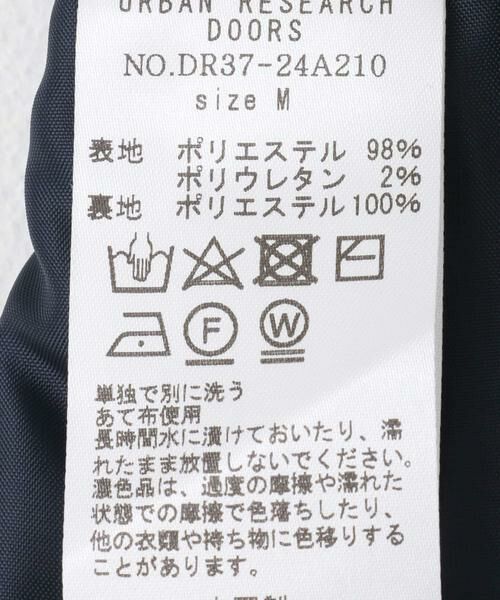 URBAN RESEARCH
DOORS
NO.DR37-24A210
size M
表地 ポリエステル 98%
ポリウレタン 2%
裏地 ポリエステル 100%
F W
単独で別に洗う
あて布使用
長時間水に漬けておいたり、濡
れたまま放置しないでください。
濃色品は、過度の摩擦や濡れた
状態での摩擦で色落ちしたり、
他の衣類や持ち物に色移りする
ことがあります。